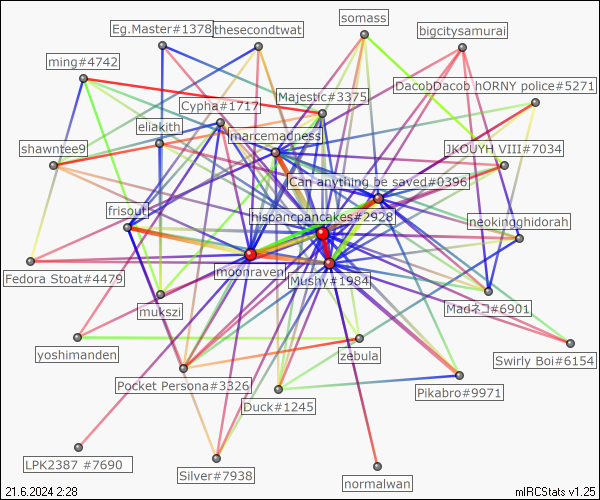 somass
Eg.Master#1378
thesecondtwat
bigcitysamurai
ming#4742
DacobDacob hORNY police#5271
Majestic#3375
Cypha#1717
eliakith
marcemadness
shawntee9
JKOUYH VIII#7034
Can anything be saved#0396
frisout
hispancpancakes#2928
neokingghidorah
Fedora Stoat#4479
moonraven
Mushy#1984
mukszi
Madネコ#6901
yoshimanden
zebula
Swirly Boi#6154
Pocket Persona#3326
Pikabro#9971
Duck#1245
LPK2387 #7690
Silver#7938
normalwan
21.6.2024 2:28
mIRCStats v1.25